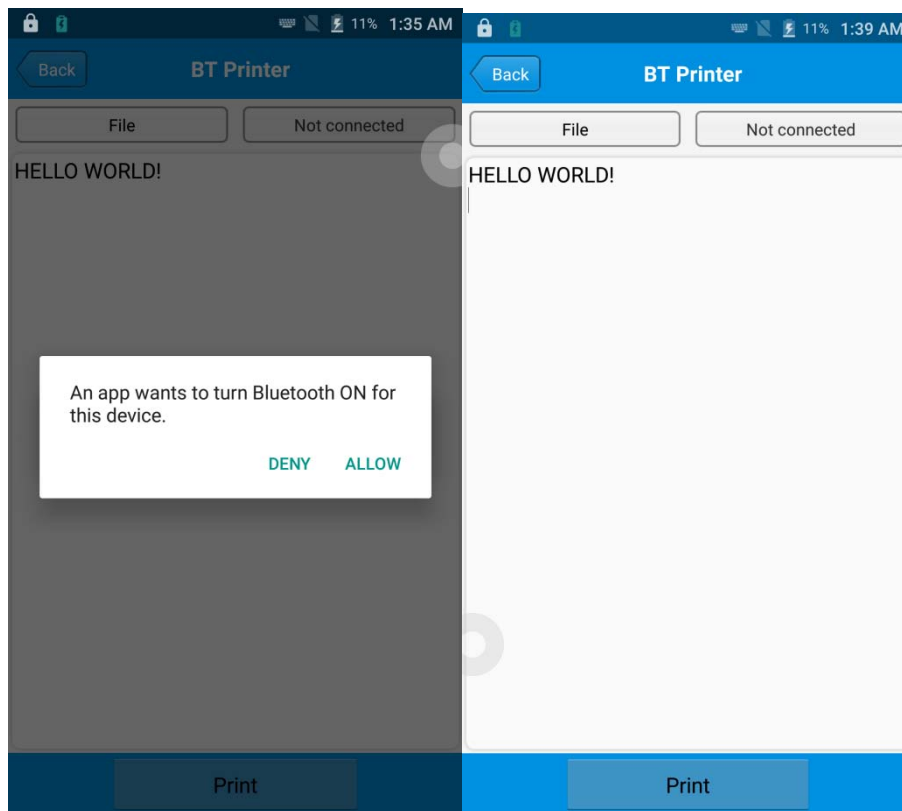 11% 1:35 AM
Back BT Printer
File Not connected
HELLO WORLD!
An app wants to turn Bluetooth ON for
this device.
DENY ALLOW
Print
11% 1:39 AM
Back BT Printer
File Not connected
HELLO WORLD!
Print